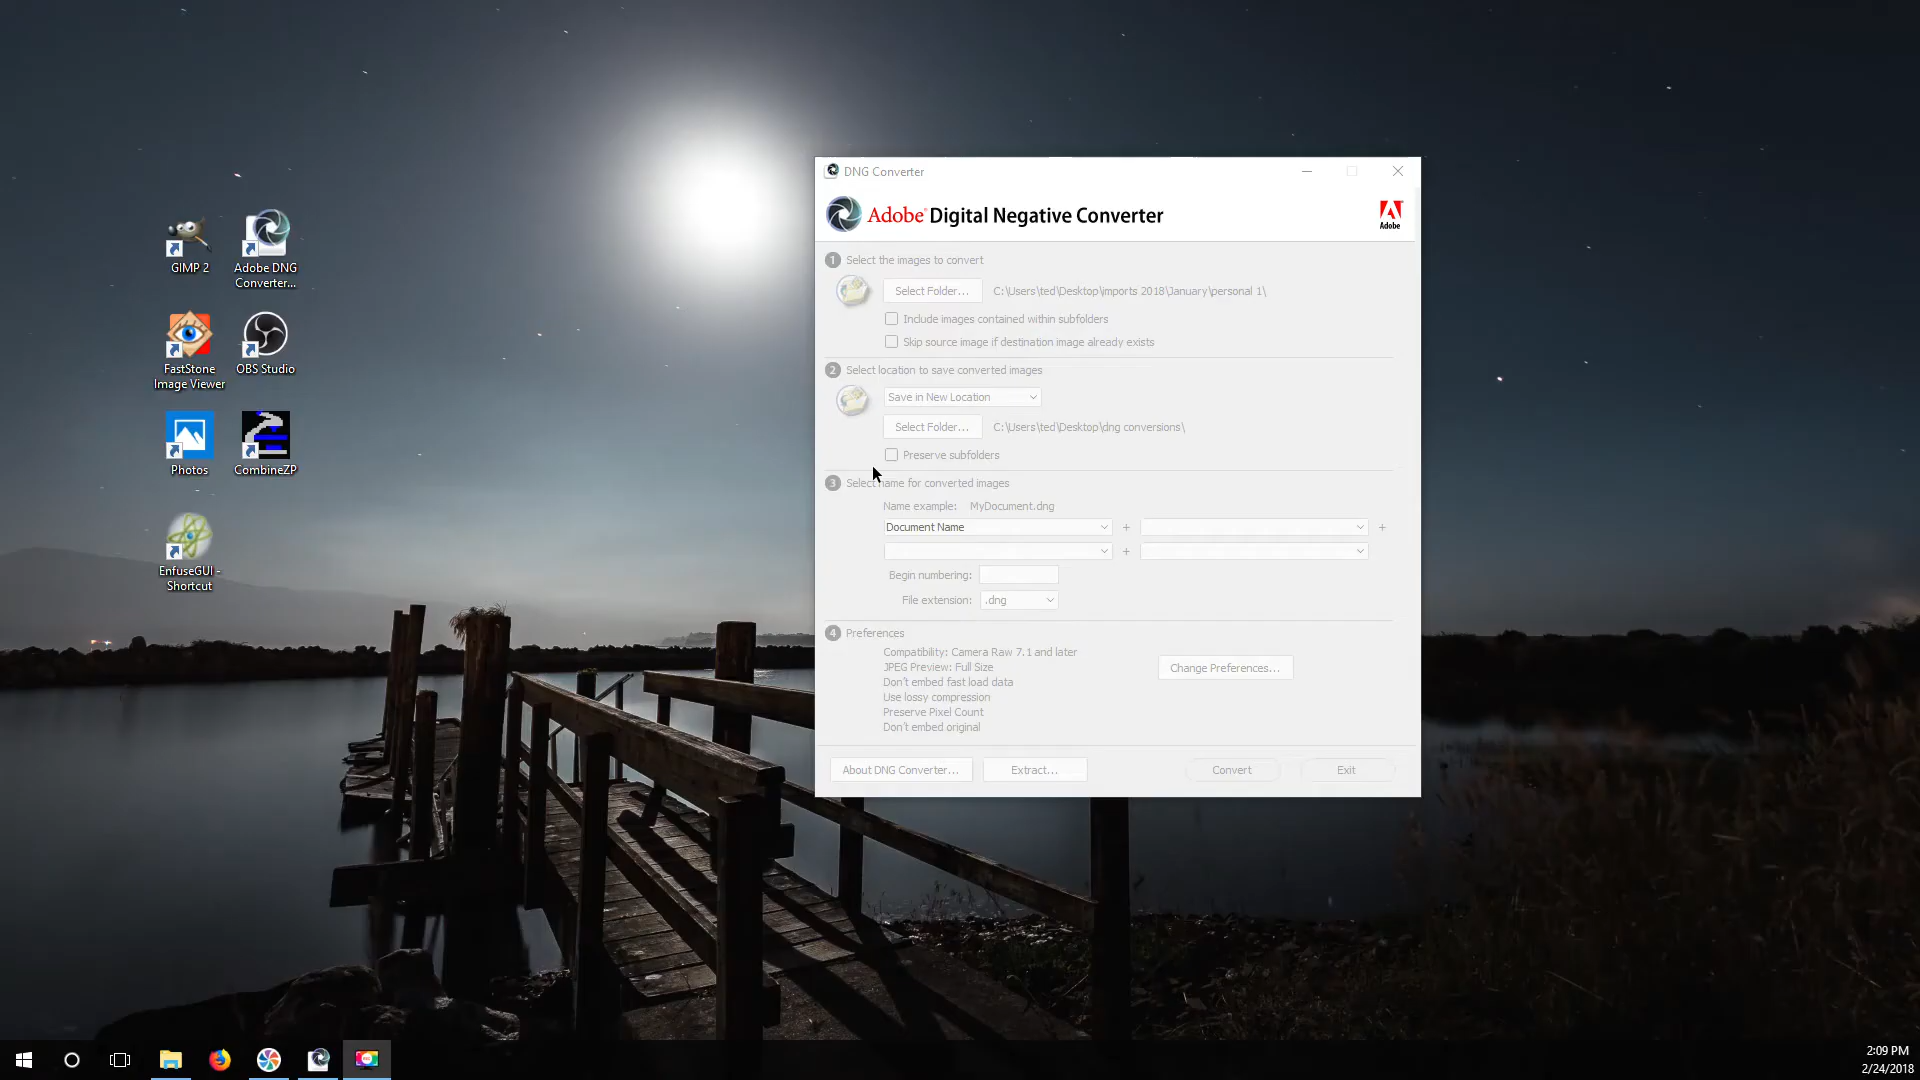 GIMP 2
Adobe DNG
Converter...
FastStone
Image Viewer
OBS Studio
Photos
CombineZP
EnfuseGUI -
Shortcut
DNG Converter
Adobe® Digital Negative Converter
Adobe
1 Select the images to convert
Select Folder... C:\Users\ted\Desktop\imports 2018\January\personal 1\
Include images contained within subfolders
Skip source image if destination image already exists
2 Select location to save converted images
Save in New Location
Select Folder... C:\Users\ted\Desktop\dng conversions\
Preserve subfolders
3 Select name for converted images
Name example: MyDocument.dng
Document Name + +
+
Begin numbering:
File extension: .dng
4 Preferences
Compatibility: Camera Raw 7.1 and later
JPEG Preview: Full Size
Don't embed fast load data
Use lossy compression
Preserve Pixel Count
Don't embed original
Change Preferences...
About DNG Converter... Extract... Convert Exit
2:09 PM
2/24/2018